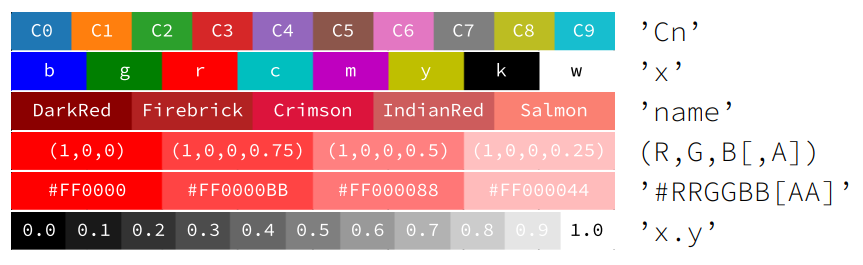 C0 C1 C2 C3 C4 C5 C6 C7 C8 C9 'Cn'
b g r c m y k w 'x'
DarkRed Firebrick Crimson IndianRed Salmon 'name'
(1,0,0) (1,0,0,0.75) (1,0,0,0.5) (1,0,0,0.25) (R,G,B[,A])
#FF0000 #FF0000BB #FF000088 #FF000044 '#RRGGBB[AA]'
0.0 0.1 0.2 0.3 0.4 0.5 0.6 0.7 0.8 0.9 1.0 'x.y'